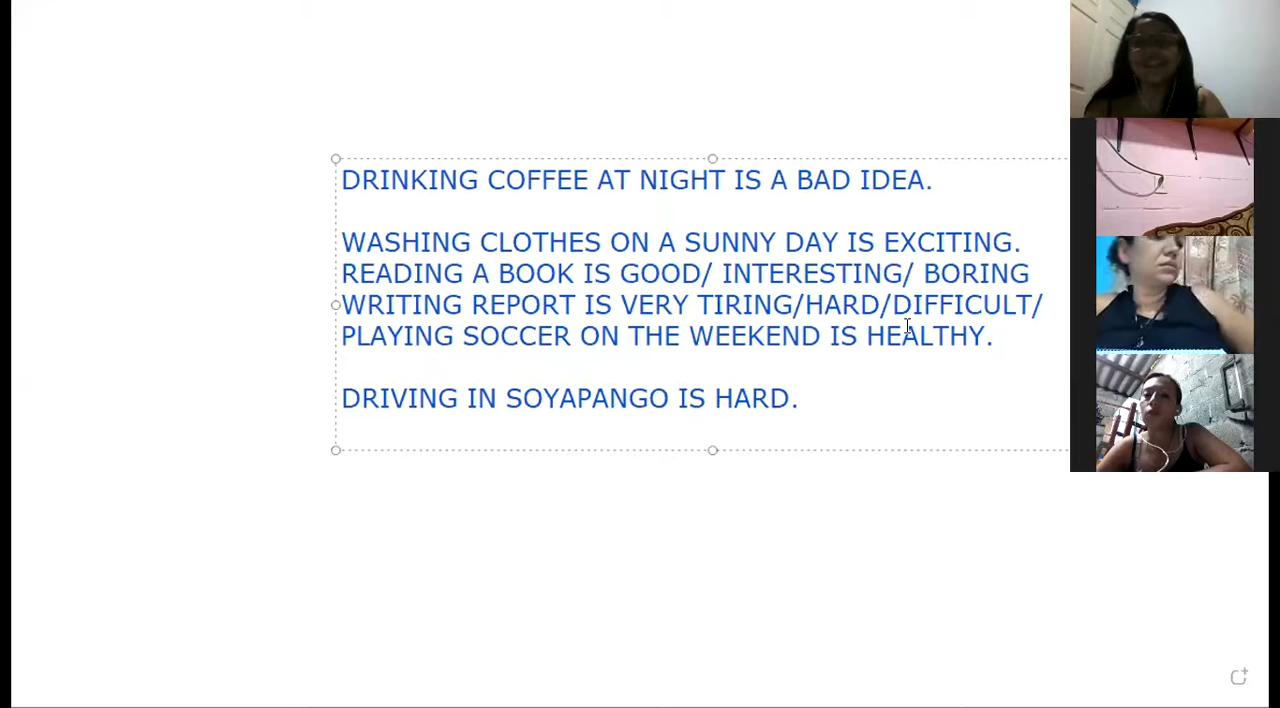 DRINKING COFFEE AT NIGHT IS A BAD IDEA.
WASHING CLOTHES ON A SUNNY DAY IS EXCITING.
READING A BOOK IS GOOD/ INTERESTING/ BORING
WRITING REPORT IS VERY TIRING/HARD/DIFFICULT/
PLAYING SOCCER ON THE WEEKEND IS HEALTHY.
DRIVING IN SOYAPANGO IS HARD.